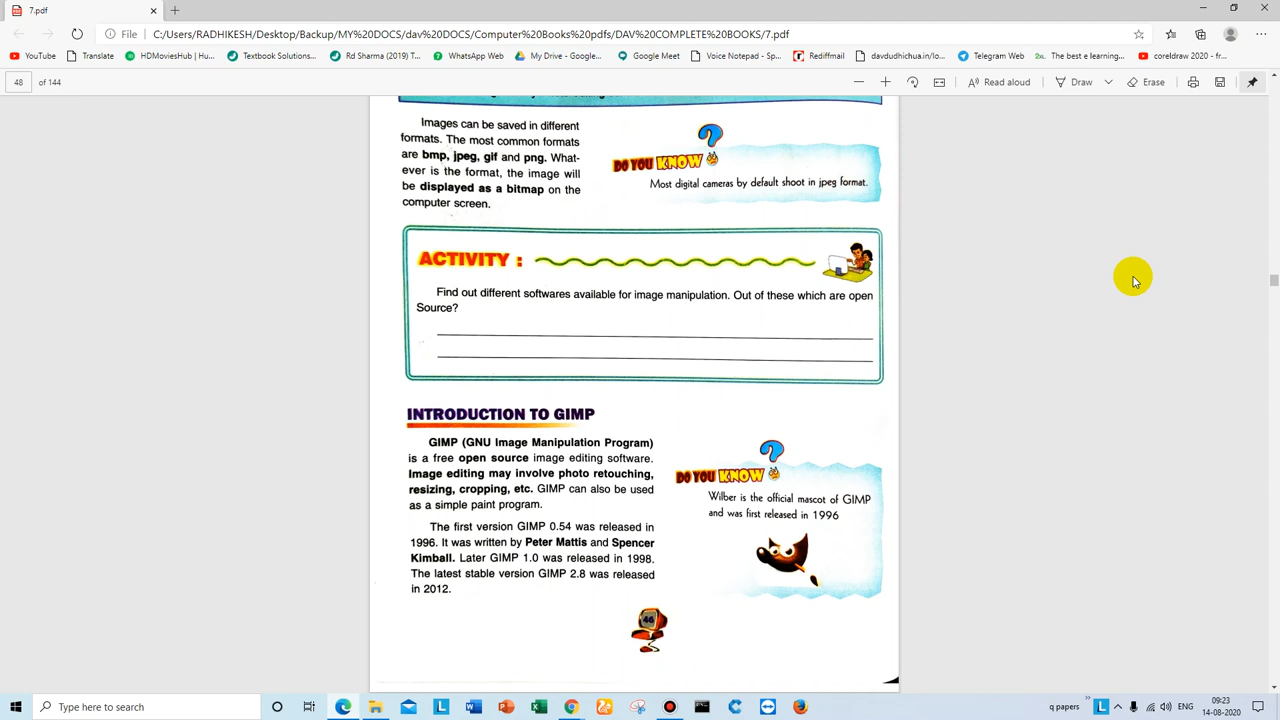 7.pdf
File C:/Users/RADHIKESH/Desktop/Backup/MY%20DOCS/dav%20DOCS/Computer%20Books%20pdfs/DAV%20COMPLETE%20BOOKS/7.pdf
YouTube Translate HDMoviesHub | Hu... Textbook Solutions... Rd Sharma (2019) T... WhatsApp Web My Drive - Google... Google Meet Voice Notepad - Sp... Rediffmail davdudhichua.in/lo... Telegram Web The best e learning... coreldraw 2020 - fr...
48 of 144 Read aloud Draw Erase
Images can be saved in different
formats. The most common formats
are bmp, jpeg, gif and png. What-
ever is the format, the image will
be displayed as a bitmap on the
computer screen.
DO YOU KNOW
Most digital cameras by default shoot in jpeg format.
ACTIVITY :
Find out different softwares available for image manipulation. Out of these which are open
Source?
INTRODUCTION TO GIMP
GIMP (GNU Image Manipulation Program)
is a free open source image editing software.
Image editing may involve photo retouching,
resizing, cropping, etc. GIMP can also be used
as a simple paint program.
The first version GIMP 0.54 was released in
1996. It was written by Peter Mattis and Spencer
Kimball. Later GIMP 1.0 was released in 1998.
The latest stable version GIMP 2.8 was released
in 2012.
DO YOU KNOW
Wilber is the official mascot of GIMP
and was first released in 1996
46
Type here to search
q papers
ENG
09:23
14-08-2020